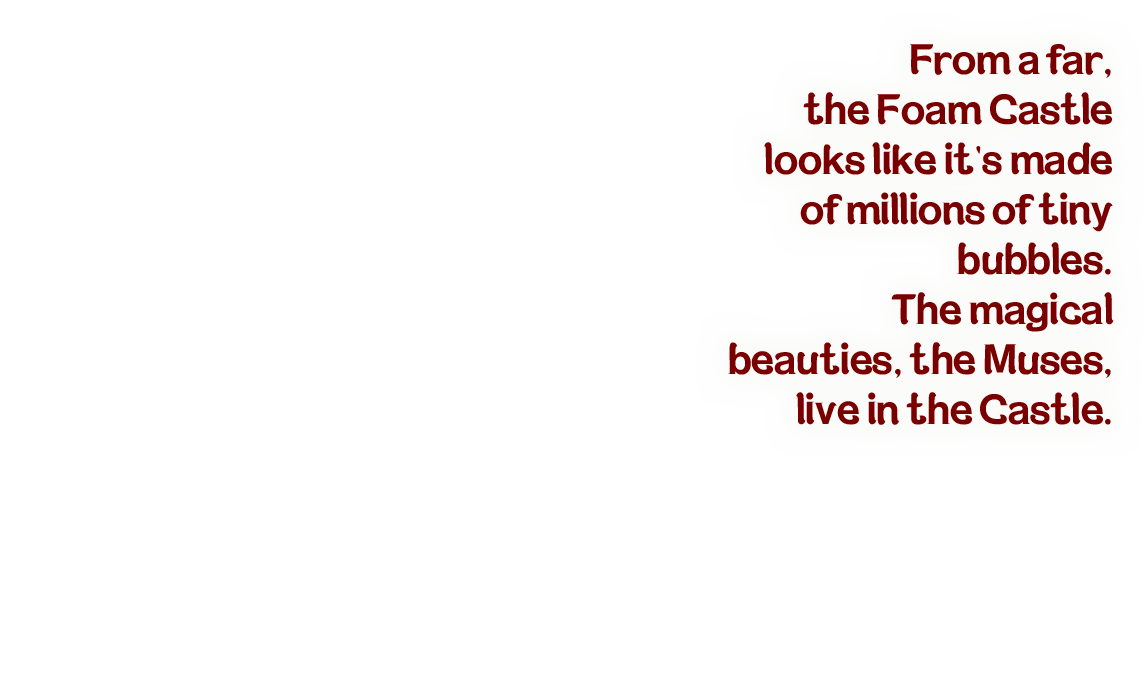 From a far,
the Foam Castle
looks like it's made
of millions of tiny
bubbles.
The magical
beauties, the Muses,
live in the Castle.